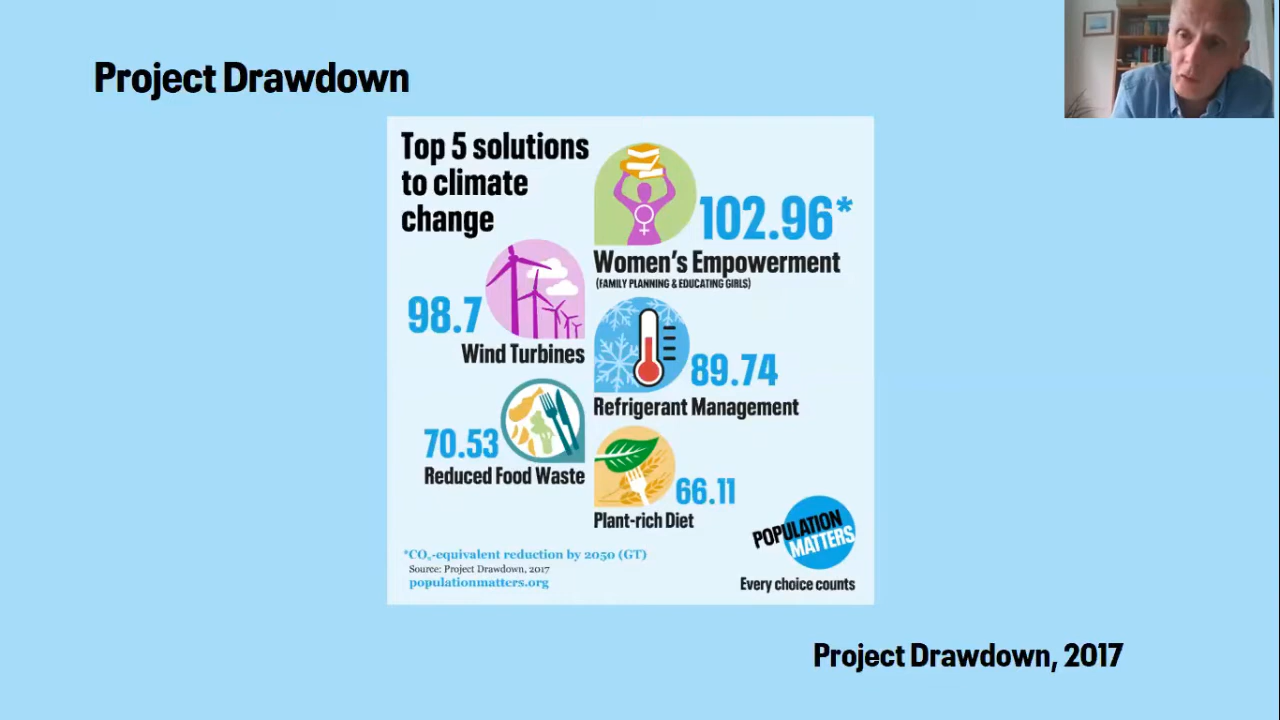 Project Drawdown
Top 5 solutions
to climate
change
102.96*
Women's Empowerment
(FAMILY PLANNING & EDUCATING GIRLS)
98.7
Wind Turbines
89.74
Refrigerant Management
70.53
Reduced Food Waste
66.11
Plant-rich Diet
POPULATION
MATTERS
Every choice counts
*CO₂-equivalent reduction by 2050 (GT)
Source: Project Drawdown, 2017
populationmatters.org
Project Drawdown, 2017